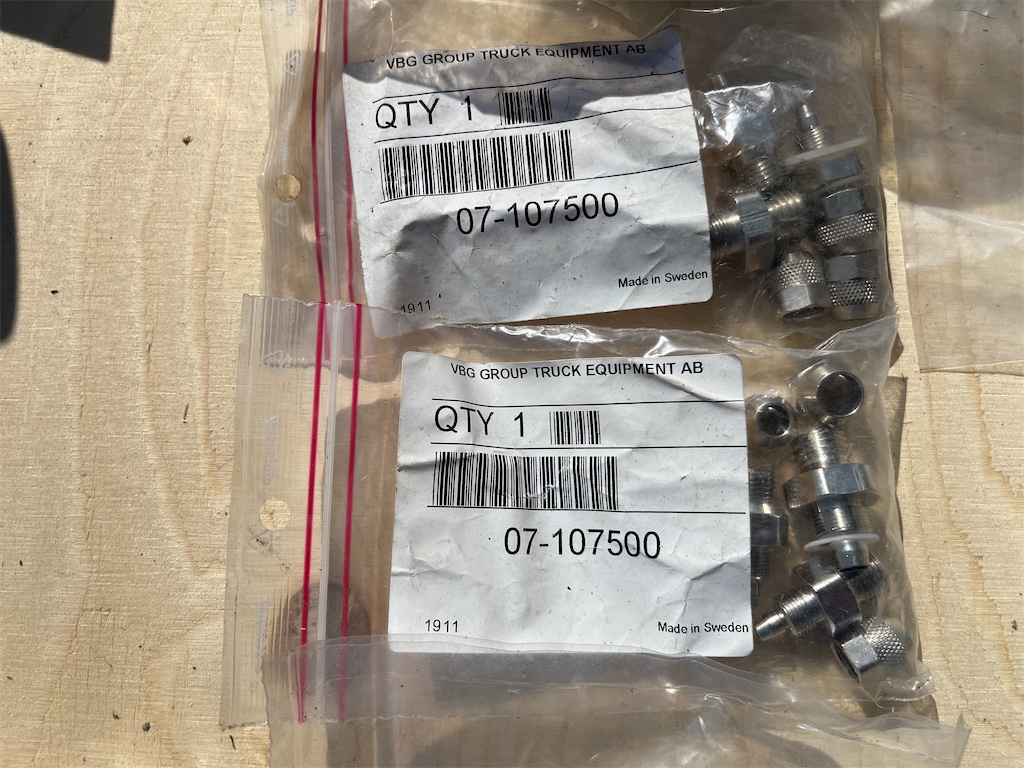 VBG GROUP TRUCK EQUIPMENT AB
QTY 1
07-107500
Made in Sweden
1911
VBG GROUP TRUCK EQUIPMENT AB
QTY 1
07-107500
1911
Made in Sweden